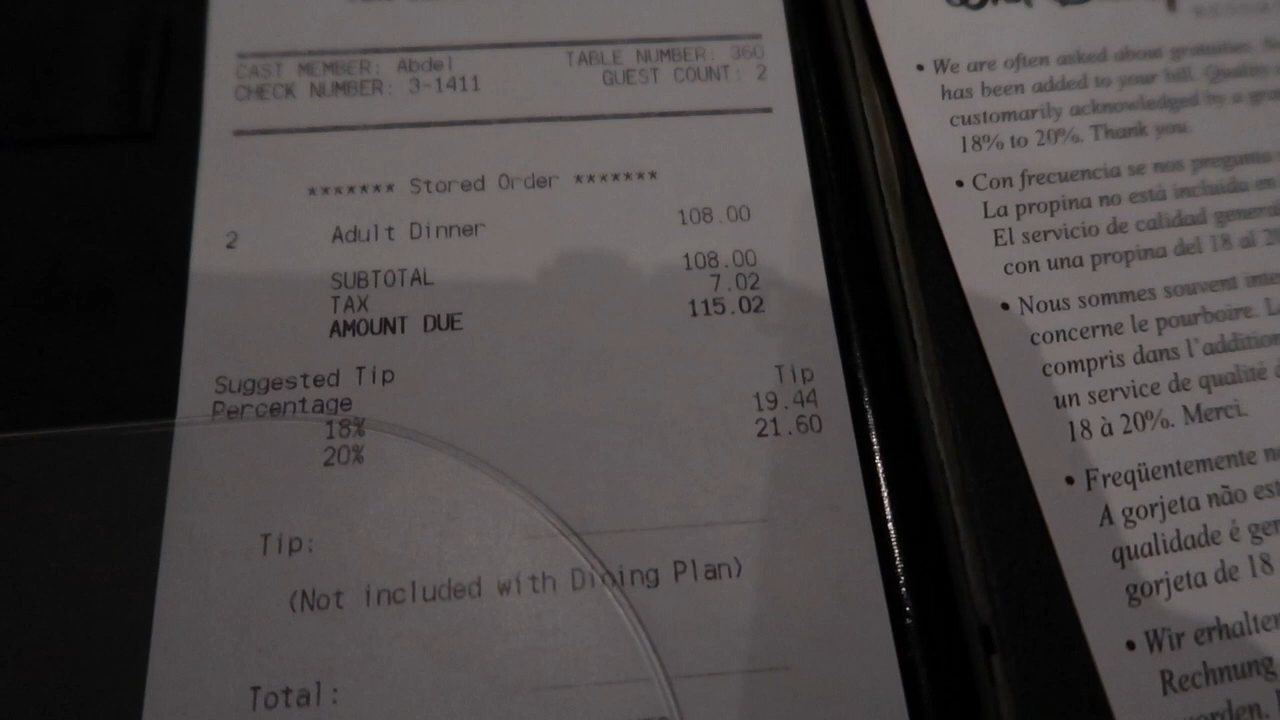 CAST MEMBER: Abdel TABLE NUMBER: 360
CHECK NUMBER: 3-1411 GUEST COUNT: 2
******* Stored Order *******
2 Adult Dinner 108.00
SUBTOTAL 108.00
TAX 7.02
AMOUNT DUE 115.02
Suggested Tip Tip
Percentage
18% 19.44
20% 21.60
Tip:
(Not included with Dining Plan)
Total:
• We are often asked about gratuities.
has been added to your bill. Quality
customarily acknowledged by a
18% to 20%. Thank you.
• Con frecuencia se nos pregunta
La propina no está incluida en
El servicio de calidad
con una propina del 18 al
• Nous sommes souvent
concerne le pourboire.
compris dans l'addition
un service de qualité
18 à 20%. Merci.
• Freqüentemente
A gorjeta não
qualidade é
gorjeta de 18
• Wir
Rechnung